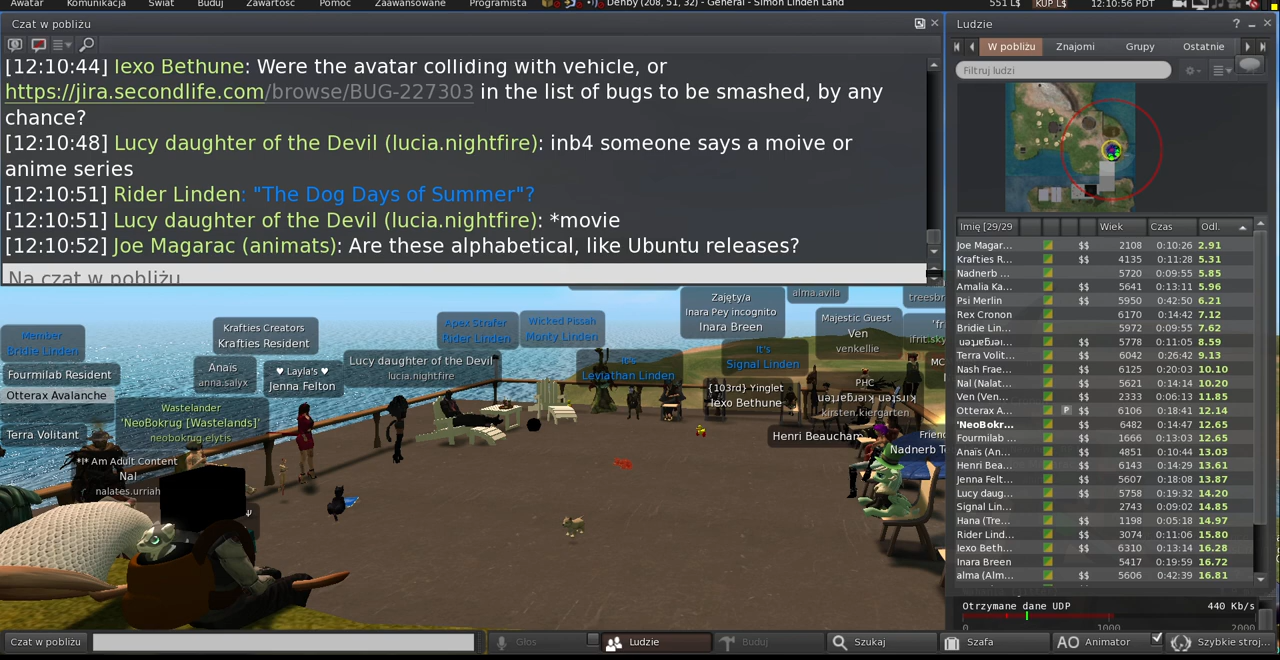 Awatar Komunikacja Świat Buduj Zawartość Pomoc Zaawansowane Programista Denby (208, 51, 32) - General - Simon Linden Land 551 L$ KUP L$ 12:10:56 PDT
Czat w pobliżu
[12:10:44] Iexo Bethune: Were the avatar colliding with vehicle, or
https://jira.secondlife.com/browse/BUG-227303 in the list of bugs to be smashed, by any
chance?
[12:10:48] Lucy daughter of the Devil (lucia.nightfire): inb4 someone says a moive or
anime series
[12:10:51] Rider Linden: "The Dog Days of Summer"?
[12:10:51] Lucy daughter of the Devil (lucia.nightfire): *movie
[12:10:52] Joe Magarac (animats): Are these alphabetical, like Ubuntu releases?
Na czat w pobliżu
Member
Bridie Linden
Fourmilab Resident
Otterax Avalanche
Terra Volitant
Krafties Creators
Krafties Resident
Anais
anna.salyx
♥ Layla's ♥
Jenna Felton
Wastelander
'NeoBokrug [Wastelands]'
neobokrug.elytis
*!* Am Adult Content
Nal
nalates.urriah
Lucy daughter of the Devil
lucia.nightfire
Apex Strafer
Rider Linden
Wicked Pissah
Monty Linden
It's
Leviathan Linden
Zajęty/a
Inara Pey incognito
Inara Breen
alma.avila
treesbr
It's
Signal Linden
Majestic Guest
Ven
venkellie
ifrit.sky
MC
{103rd} Yinglet
Iexo Bethune
PHC
kirsten.kiergarten
Henri Beaucham
Friend
Nadnerb T
Ludzie
W pobliżu Znajomi Grupy Ostatnie
Filtruj ludzi
Imię [29/29 Wiek Czas Odl.
Joe Magar... $$ 2108 0:10:26 2.91
Krafties R... $$ 4135 0:11:28 5.31
Nadnerb ... 5720 0:09:55 5.85
Amalia Ka... $$ 5641 0:13:11 5.96
Psi Merlin $$ 5950 0:42:50 6.21
Rex Cronon 6170 0:14:42 7.12
Bridie Lin... 5972 0:09:55 7.62
$$ 5778 0:11:05 8.59
Terra Volit... $$ 6042 0:26:42 9.13
Nash Frae... $$ 6125 0:20:03 10.10
Nal (Nalat... $$ 5621 0:14:14 10.20
Ven (Ven... $$ 2333 0:06:13 11.85
Otterax A... P $$ 6106 0:18:41 12.14
'NeoBokr... $$ 6482 0:14:47 12.65
Fourmilab ... $$ 1666 0:13:03 12.65
Anais (An... $$ 4851 0:10:44 13.03
Henri Bea... $$ 6143 0:14:29 13.61
Jenna Felt... $$ 5607 0:18:08 13.87
Lucy daug... $$ 5758 0:19:32 14.20
Signal Lin... 2743 0:09:02 14.85
Hana (Tre... $$ 1198 0:05:18 14.97
Rider Lind... $$ 3074 0:11:06 15.80
Iexo Beth... $$ 6310 0:13:14 16.28
Inara Breen 5417 0:19:59 16.72
alma (Alm... $$ 5606 0:42:39 16.81
Otrzymane dane UDP 440 Kb/s
0 1000 2000
Czat w pobliżu Głos Ludzie Buduj Szukaj Szafa AO Animator Szybkie stroj...